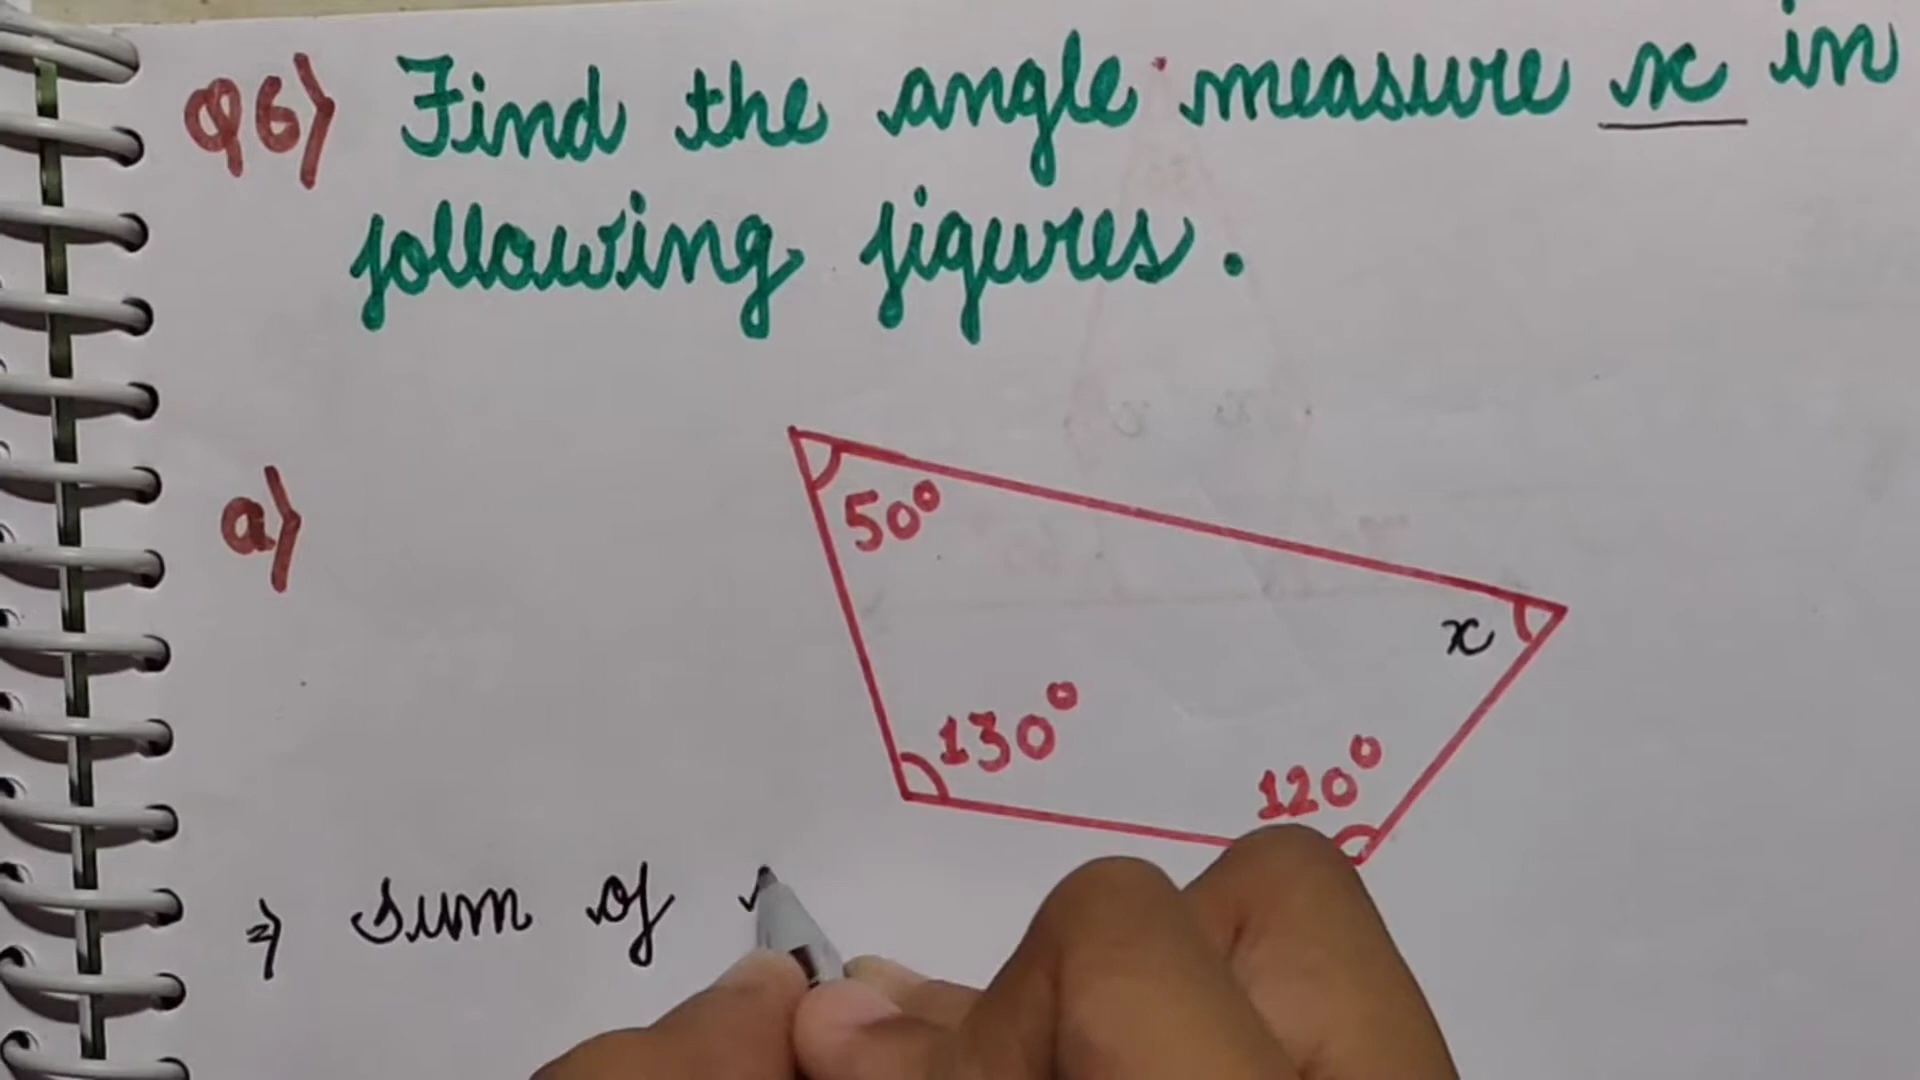 Q6) Find the angle measure x in
following figures.
a)
50°
x
130°
120°
⇒ sum of